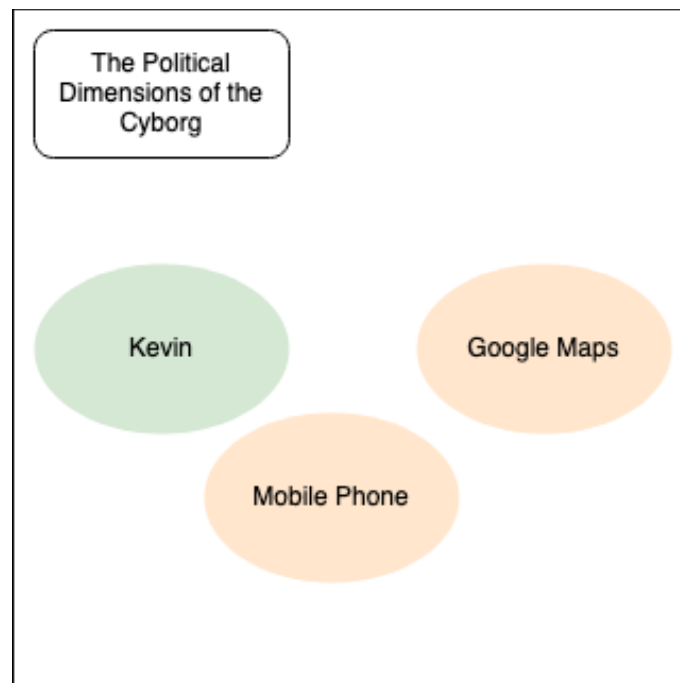 The Political
Dimensions of the
Cyborg
Kevin
Google Maps
Mobile Phone